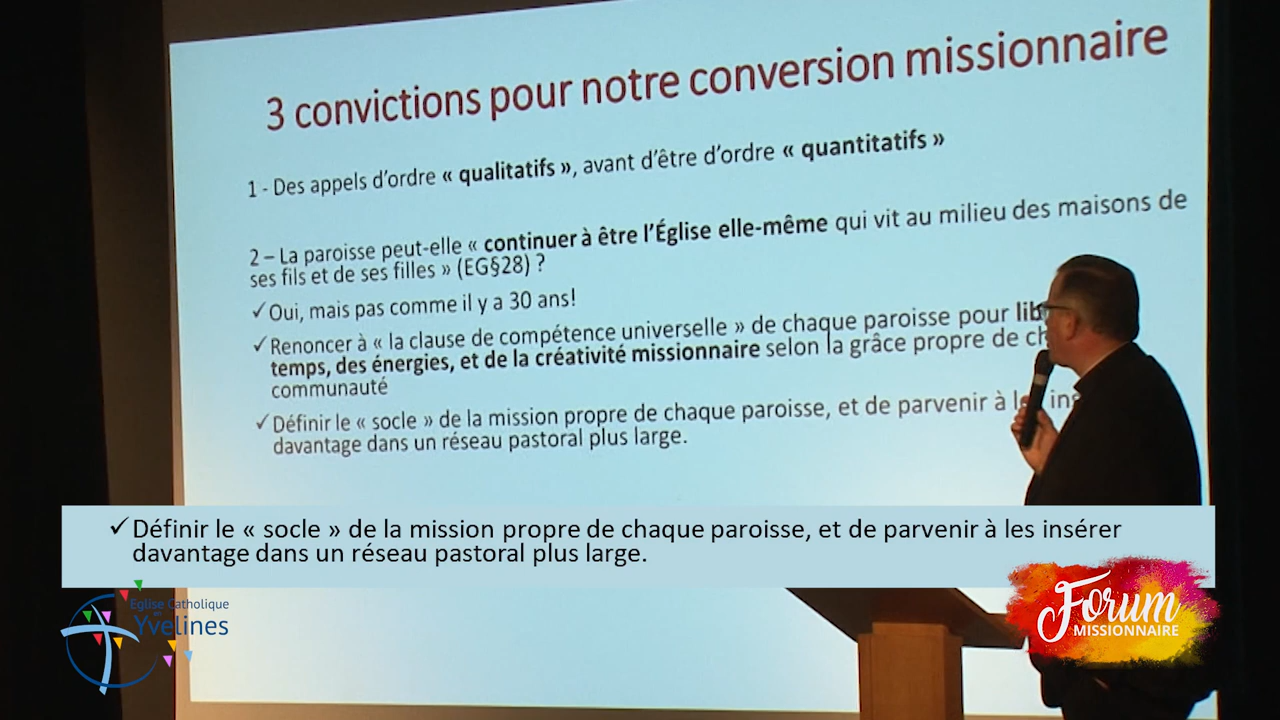 3 convictions pour notre conversion missionnaire
1 - Des appels d'ordre « qualitatifs », avant d'être d'ordre « quantitatifs »
2 – La paroisse peut-elle « continuer à être l'Église elle-même qui vit au milieu des maisons de
ses fils et de ses filles » (EG§28) ?
✓ Oui, mais pas comme il y a 30 ans!
✓ Renoncer à « la clause de compétence universelle » de chaque paroisse pour
temps, des énergies, et de la créativité missionnaire selon la grâce propre de
communauté
✓ Définir le « socle » de la mission propre de chaque paroisse, et de parvenir à
davantage dans un réseau pastoral plus large.
✓ Définir le « socle » de la mission propre de chaque paroisse, et de parvenir à les insérer
davantage dans un réseau pastoral plus large.
Eglise Catholique
en
Yvelines
Forum
MISSIONNAIRE